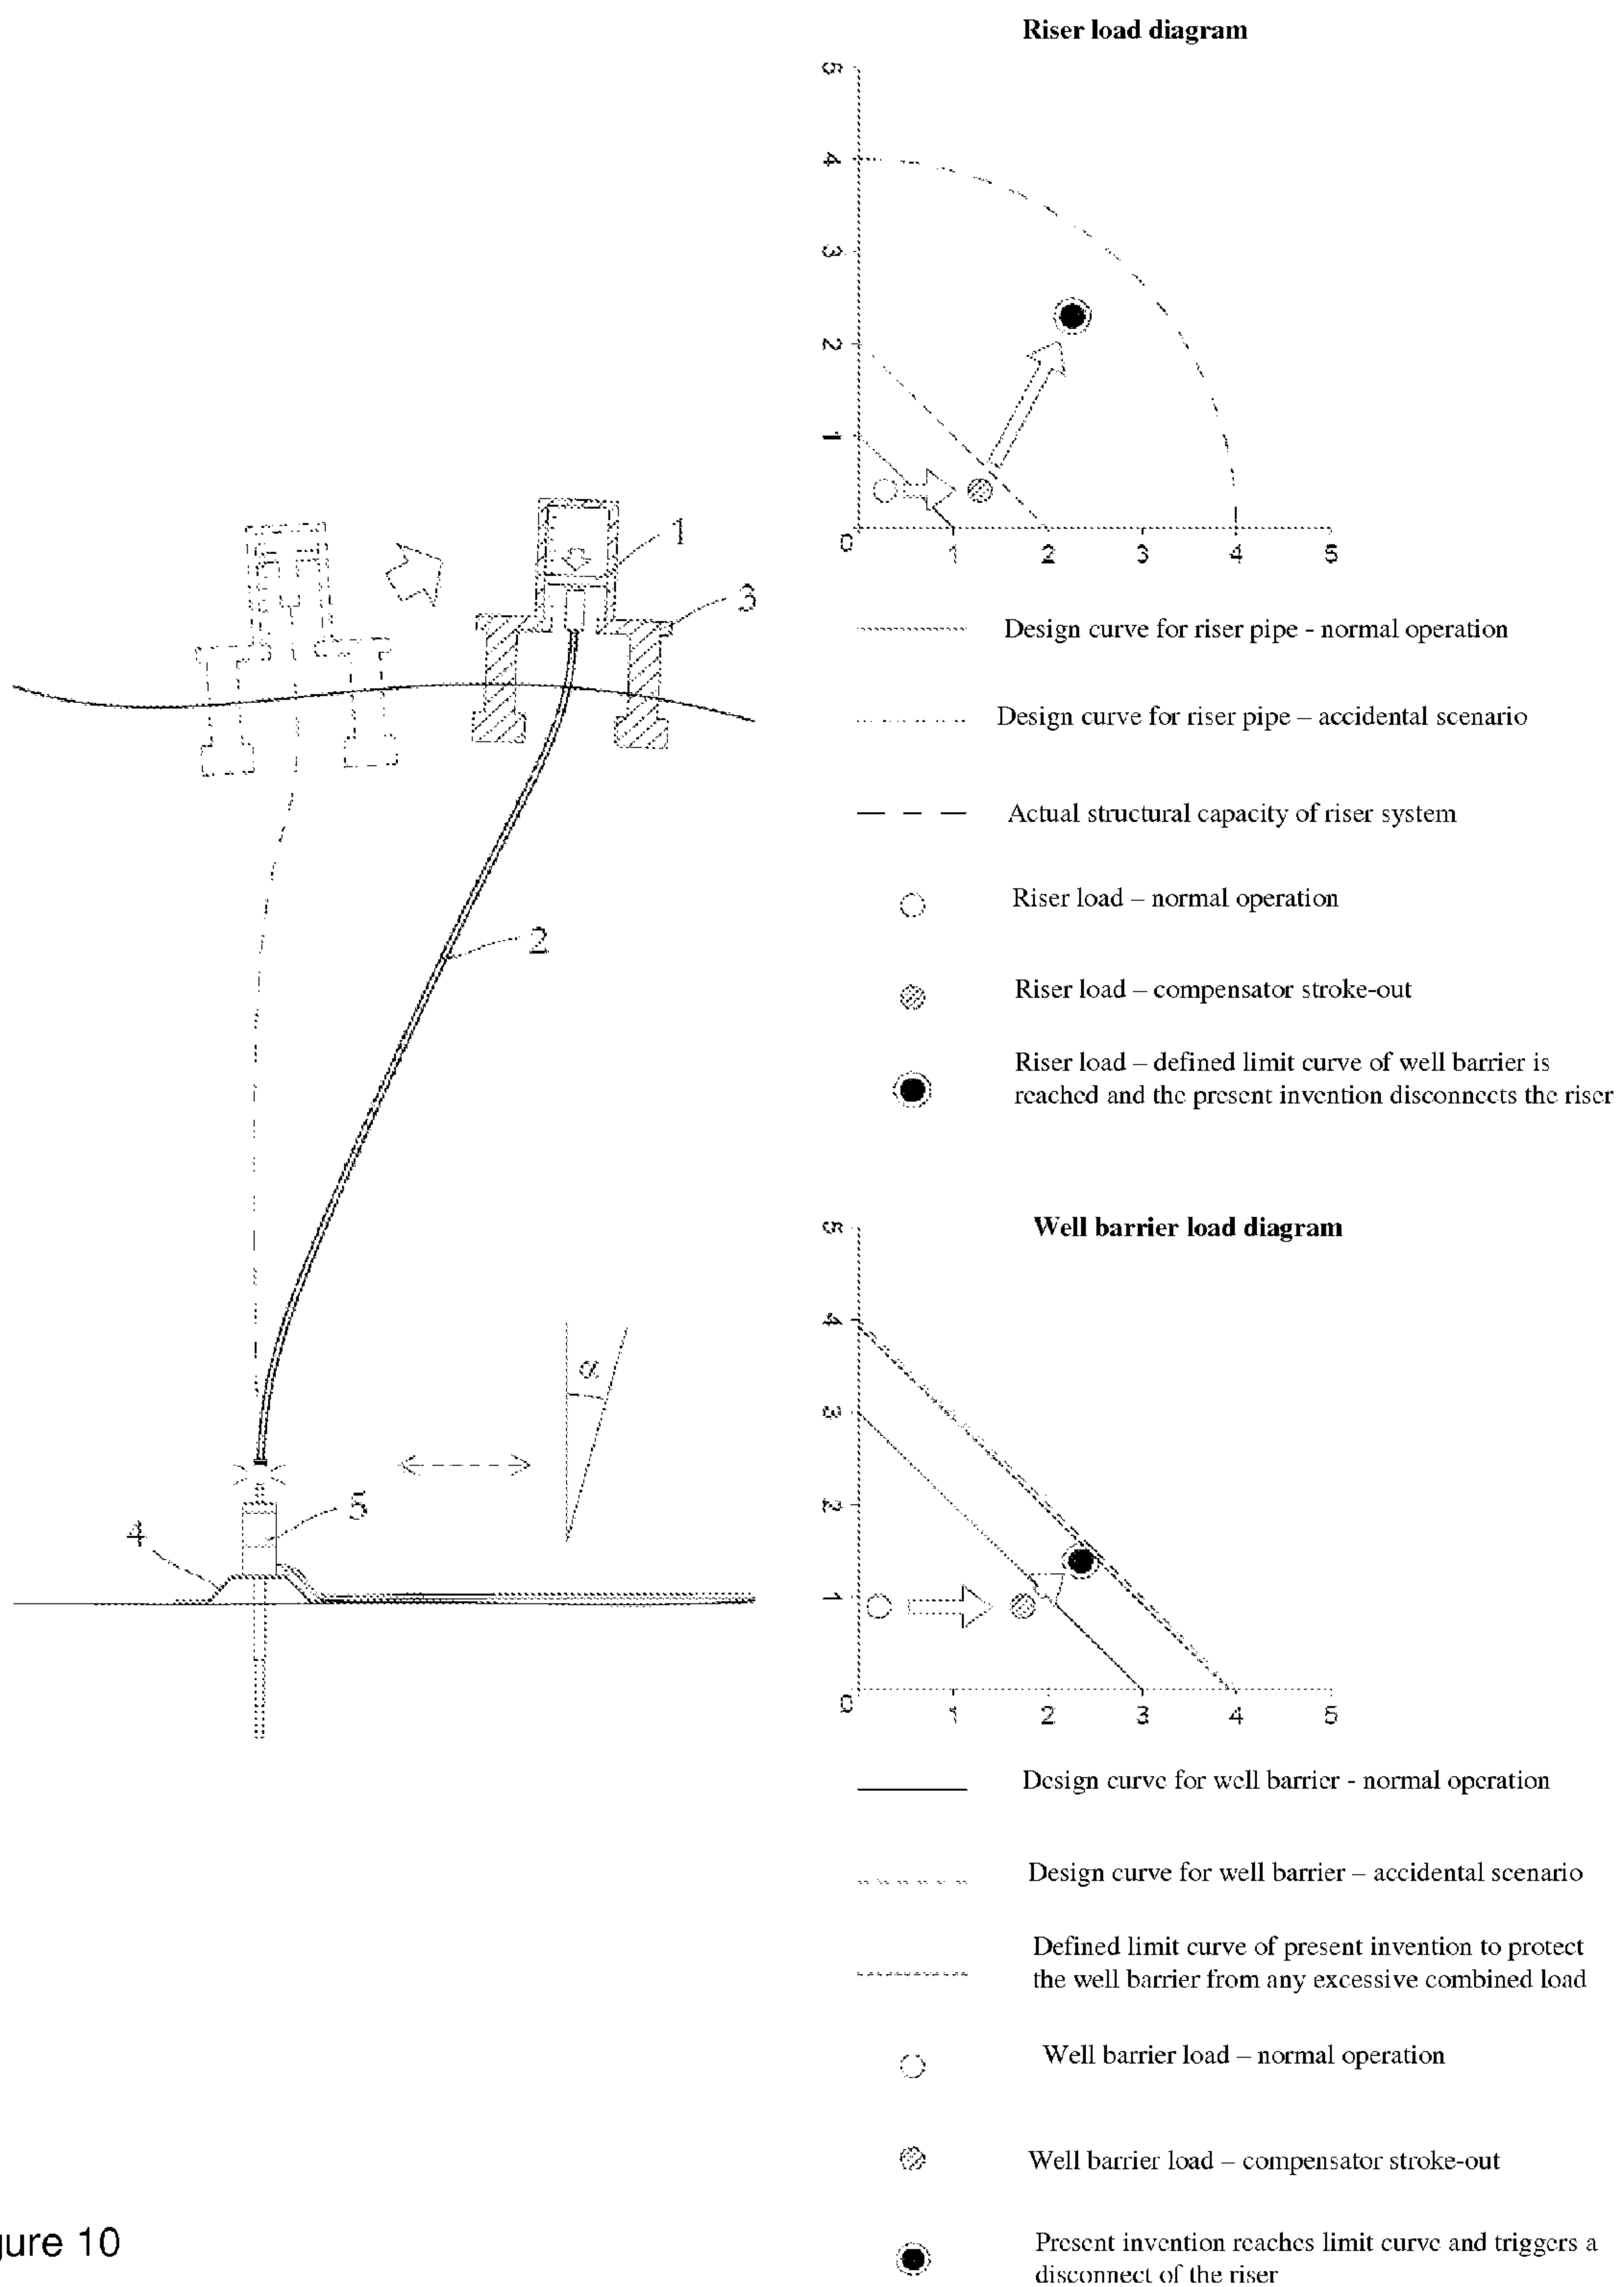 Riser load diagram
5
4
3
2
1
0
1
2
3
4
5
Design curve for riser pipe - normal operation
Design curve for riser pipe – accidental scenario
Actual structural capacity of riser system
Riser load – normal operation
Riser load – compensator stroke-out
Riser load – defined limit curve of well barrier is
reached and the present invention disconnects the riser
1
3
2
α
5
4
Well barrier load diagram
5
4
3
2
1
0
1
2
3
4
5
Design curve for well barrier - normal operation
Design curve for well barrier – accidental scenario
Defined limit curve of present invention to protect
the well barrier from any excessive combined load
Well barrier load – normal operation
Well barrier load – compensator stroke-out
Present invention reaches limit curve and triggers a
disconnect of the riser
gure 10